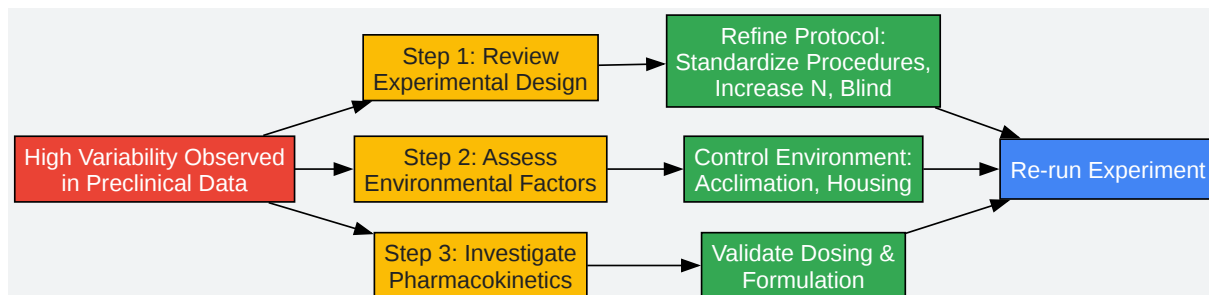 High Variability Observed
in Preclinical Data
Step 1: Review
Experimental Design
Refine Protocol:
Standardize Procedures,
Increase N, Blind
Step 2: Assess
Environmental Factors
Control Environment:
Acclimation, Housing
Step 3: Investigate
Pharmacokinetics
Validate Dosing &
Formulation
Re-run Experiment